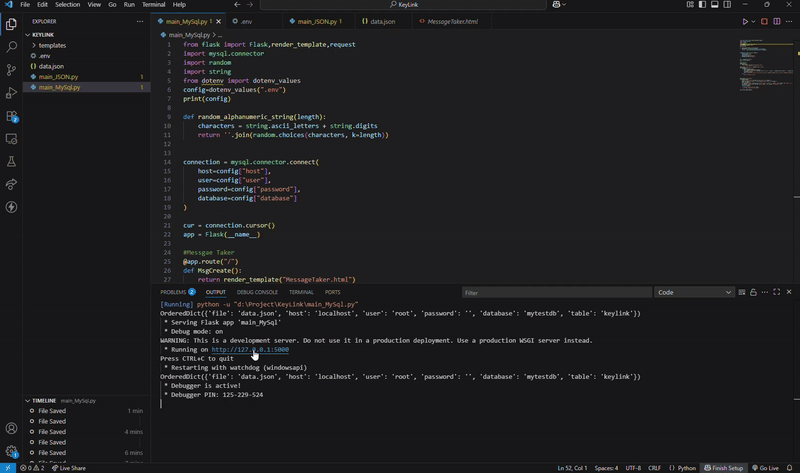 File Edit Selection View Go Run Terminal Help
KeyLink
EXPLORER
KEYLINK
templates
.env
data.json
main_JSON.py 1
main_MySql.py 1
TIMELINE main_MySql.py
File Saved 1 min
File Saved
File Saved 4 mins
File Saved
File Saved 6 mins
main_MySql.py 1
.env
main_JSON.py 1
data.json
MessageTaker.html
main_MySql.py > ...
1 from flask import Flask,render_template,request
2 import mysql.connector
3 import random
4 import string
5 from dotenv import dotenv_values
6 config=dotenv_values(".env")
7 print(config)
8
9 def random_alphanumeric_string(length):
10 characters = string.ascii_letters + string.digits
11 return ''.join(random.choices(characters, k=length))
12
13
14 connection = mysql.connector.connect(
15 host=config["host"],
16 user=config["user"],
17 password=config["password"],
18 database=config["database"]
19 )
20
21 cur = connection.cursor()
22 app = Flask(__name__)
23
24 #Messgae Taker
25 @app.route("/")
26 def MsgCreate():
27 return render_template("MessageTaker.html")
PROBLEMS 2 OUTPUT DEBUG CONSOLE TERMINAL PORTS Filter Code
[Running] python -u "d:\Project\KeyLink\main_MySql.py"
OrderedDict({'file': 'data.json', 'host': 'localhost', 'user': 'root', 'password': '', 'database': 'mytestdb', 'table': 'keylink'})
* Serving Flask app 'main_MySql'
* Debug mode: on
WARNING: This is a development server. Do not use it in a production deployment. Use a production WSGI server instead.
* Running on http://127.0.0.1:5000
Press CTRL+C to quit
* Restarting with watchdog (windowsapi)
OrderedDict({'file': 'data.json', 'host': 'localhost', 'user': 'root', 'password': '', 'database': 'mytestdb', 'table': 'keylink'})
* Debugger is active!
* Debugger PIN: 125-229-524
0 2 Live Share Ln 52, Col 1 Spaces: 4 UTF-8 CRLF Python Finish Setup Go Live